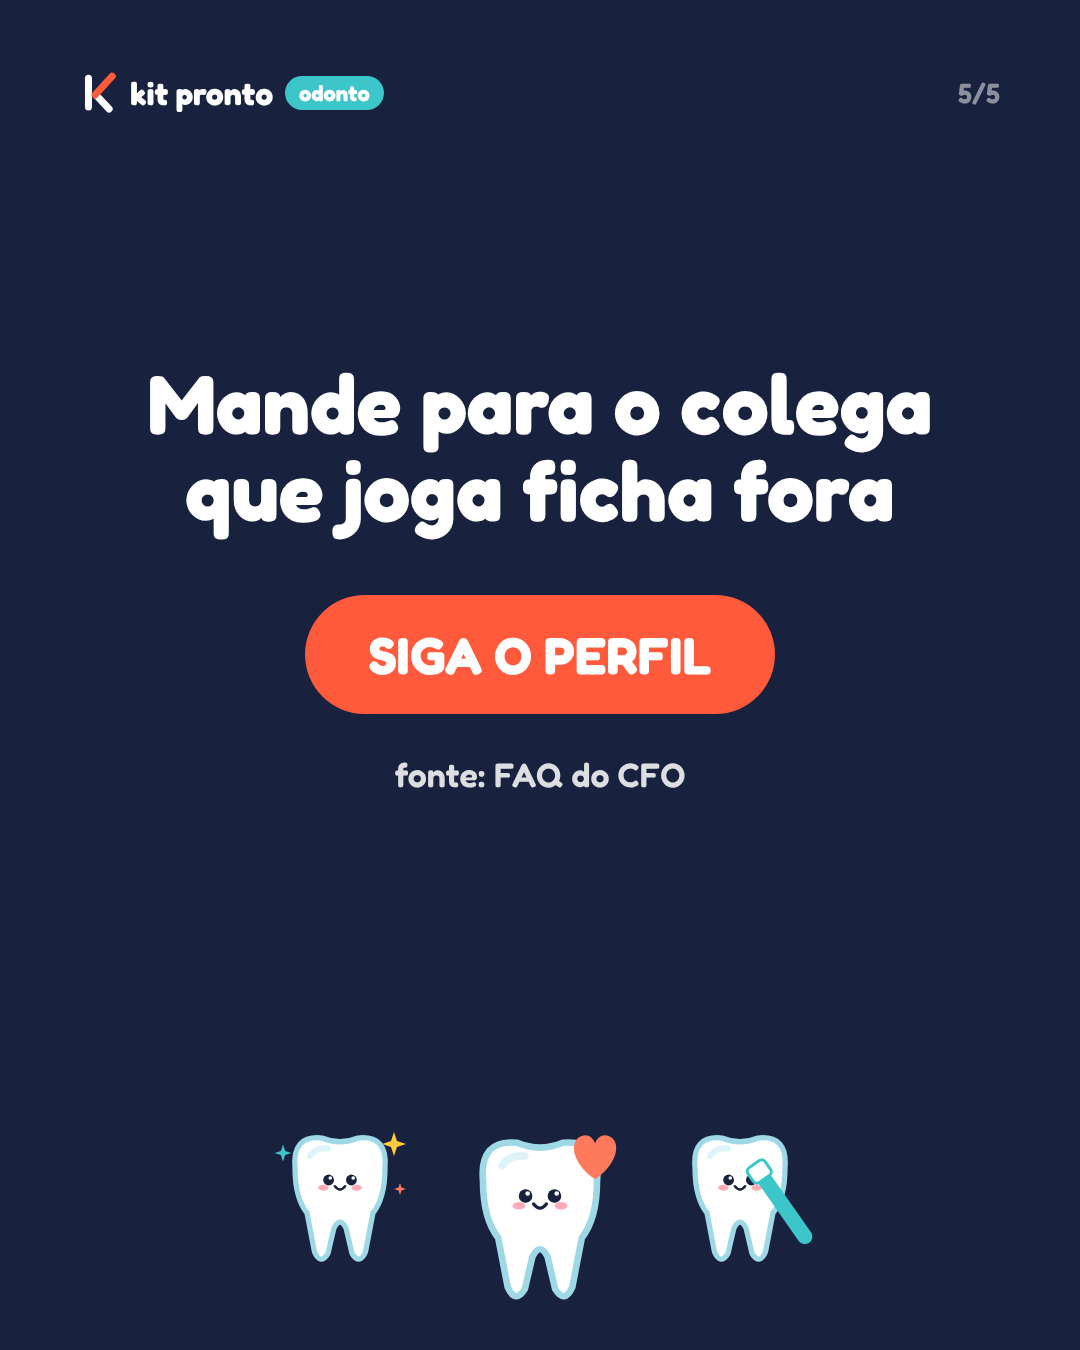 kit pronto odonto
5/5
Mande para o colega
que joga ficha fora
SIGA O PERFIL
fonte: FAQ do CFO